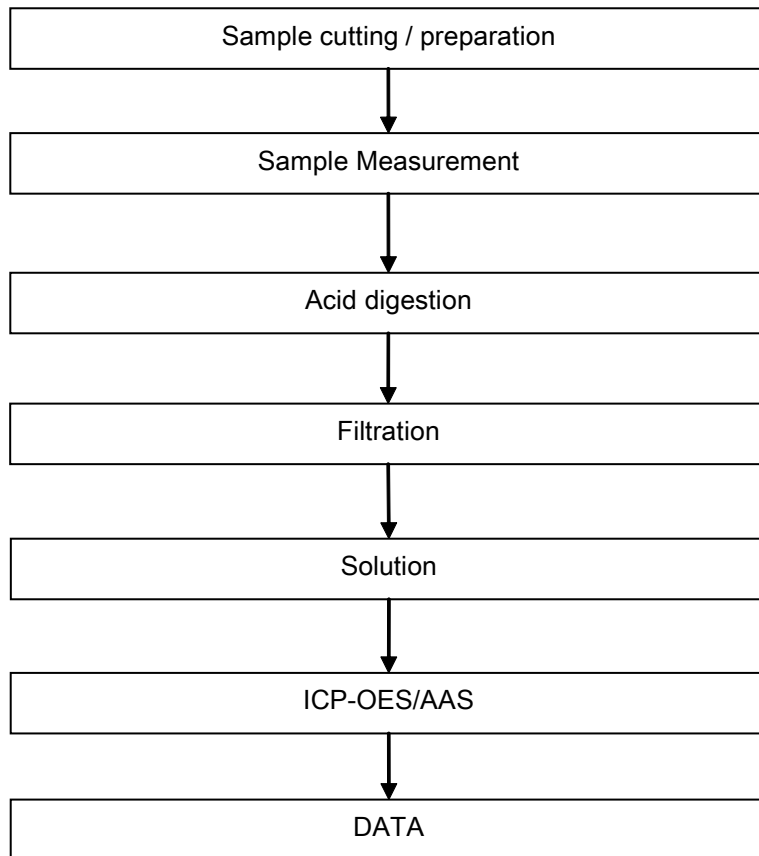 Sample cutting / preparation
Sample Measurement
Acid digestion
Filtration
Solution
ICP-OES/AAS
DATA